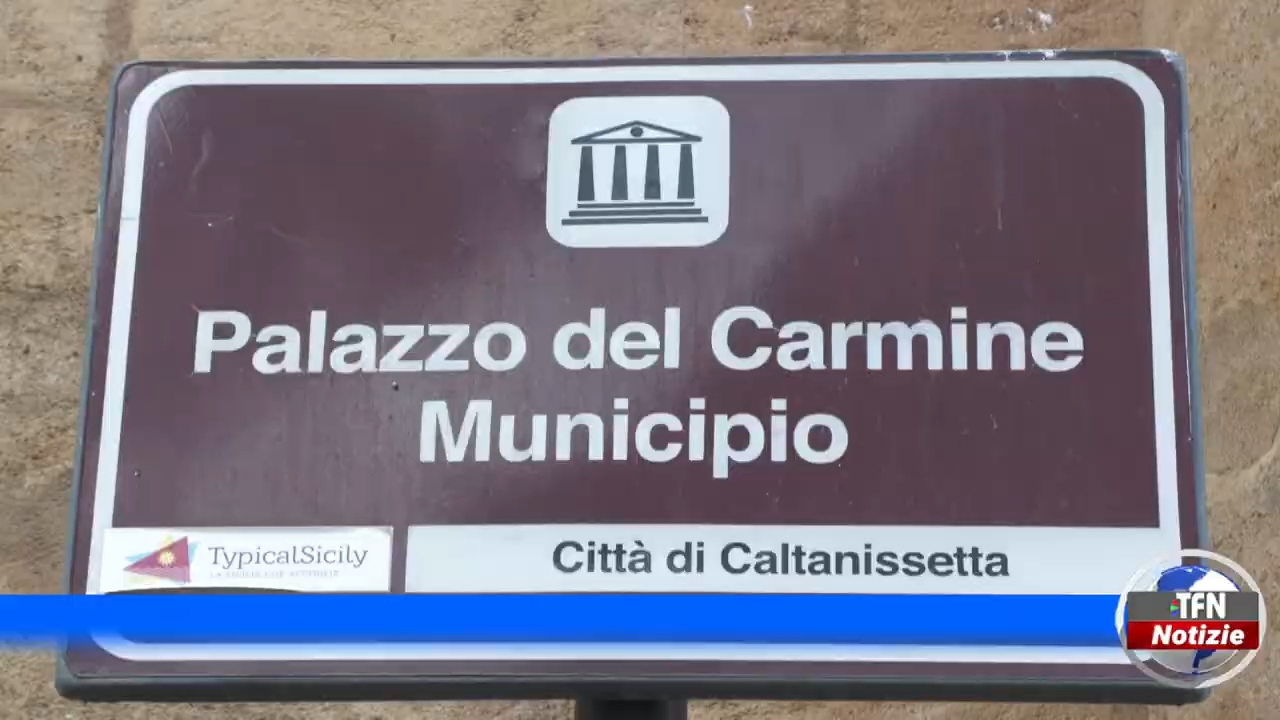 Palazzo del Carmine
Municipio
TypicalSicily
Città di Caltanissetta
TFN
Notizie